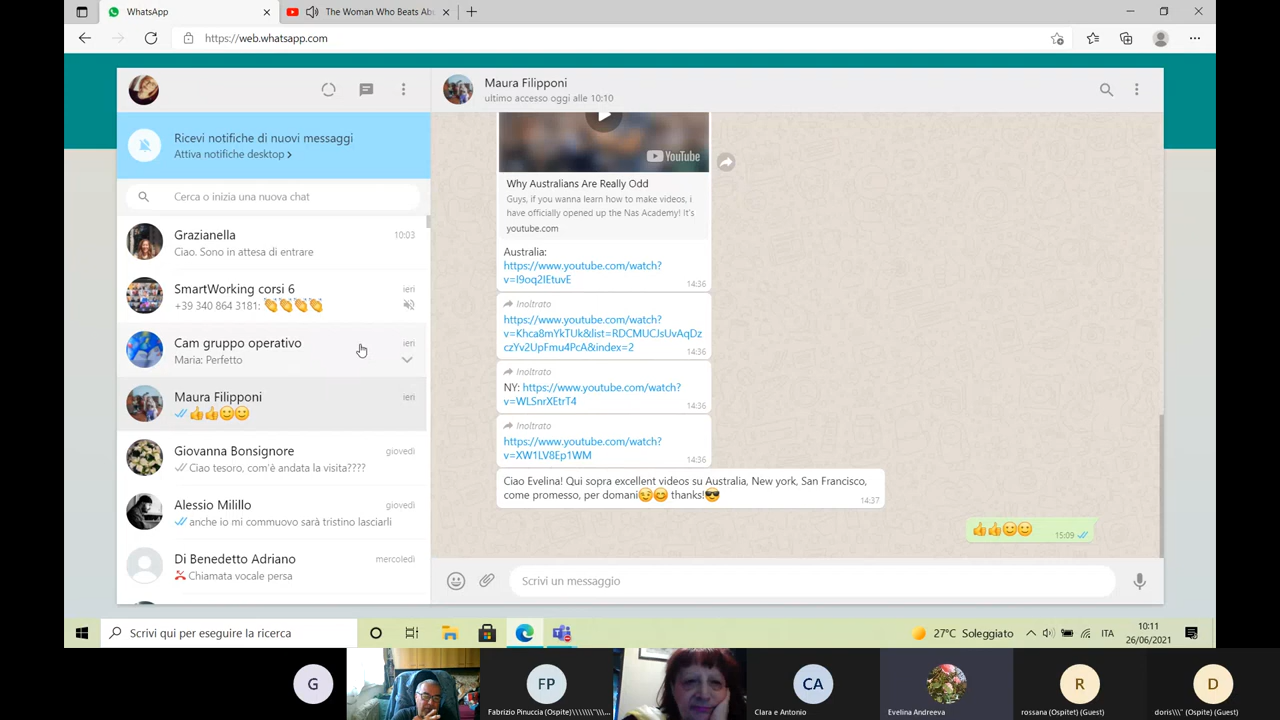 WhatsApp
The Woman Who Beats Ab
https://web.whatsapp.com
Ricevi notifiche di nuovi messaggi
Attiva notifiche desktop >
Cerca o inizia una nuova chat
Grazianella
10:03
Ciao. Sono in attesa di entrare
SmartWorking corsi 6
ieri
+39 340 864 3181: 👏👏👏👏
Cam gruppo operativo
ieri
Maria: Perfetto
Maura Filipponi
ieri
👍👍😊😊
Giovanna Bonsignore
giovedì
Ciao tesoro, com'è andata la visita????
Alessio Milillo
giovedì
anche io mi commuovo sarà tristino lasciarli
Di Benedetto Adriano
mercoledì
Chiamata vocale persa
Maura Filipponi
ultimo accesso oggi alle 10:10
YouTube
Why Australians Are Really Odd
Guys, if you wanna learn how to make videos, i
have officially opened up the Nas Academy! It's
youtube.com
Australia:
https://www.youtube.com/watch?
v=I9oq2IEtuvE
14:36
Inoltrato
https://www.youtube.com/watch?
v=Khca8mYkTUk&list=RDCMUCJsUvAqDz
czYv2UpFmu4PcA&index=2
14:36
Inoltrato
NY: https://www.youtube.com/watch?
v=WLSnrXEtrT4
14:36
Inoltrato
https://www.youtube.com/watch?
v=XW1LV8Ep1WM
14:36
Ciao Evelina! Qui sopra excellent videos su Australia, New york, San Francisco,
come promesso, per domani😉😊 thanks!😎
14:37
👍👍😊😊
15:09
Scrivi un messaggio
Scrivi qui per eseguire la ricerca
27°C Soleggiato
ITA
10:11
26/06/2021
G
FP
Fabrizio Pinuccia (Ospite)\\\\\\\"\\...
CA
Clara e Antonio
Evelina Andreeva
R
rossana (Ospite) (Guest)
D
doris\\\" (Ospite) (Guest)